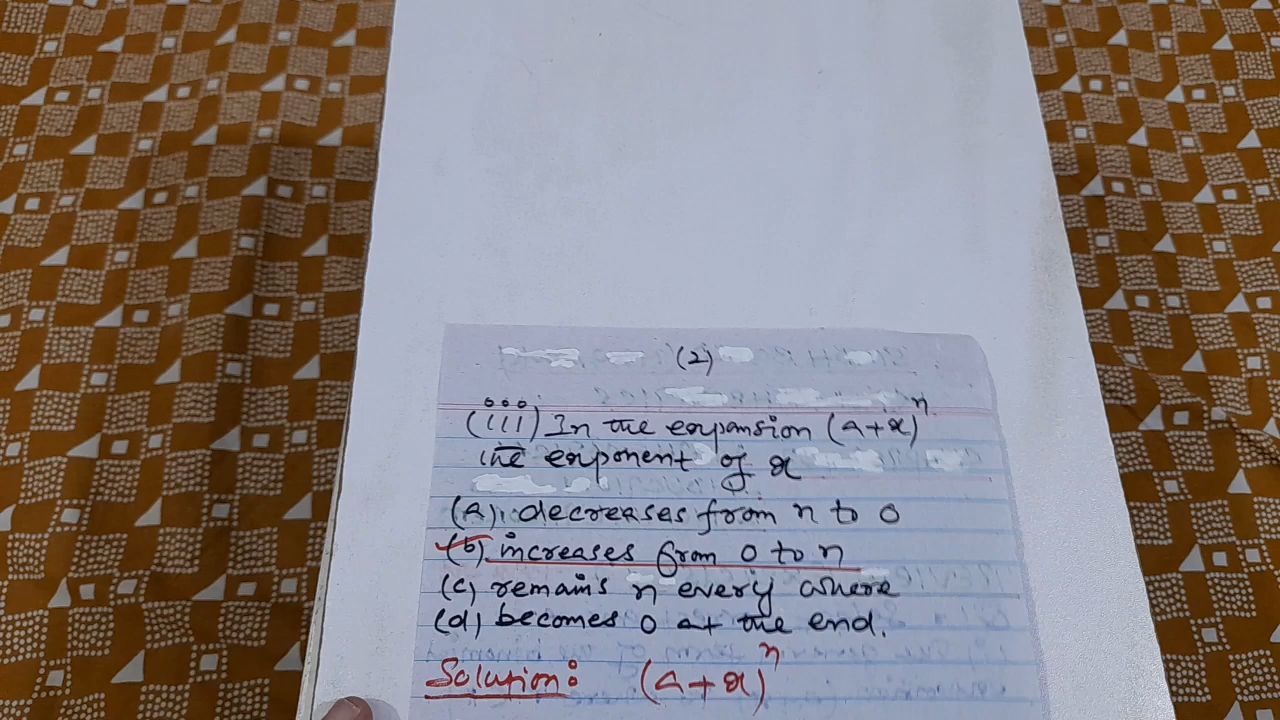 (2)
(iii) In the expansion (a+x)^n
the exponent of x
(a) decreases from n to 0
(b) increases from 0 to n
(c) remains n every where
(d) becomes 0 at the end.
Solution: (a+x)^n